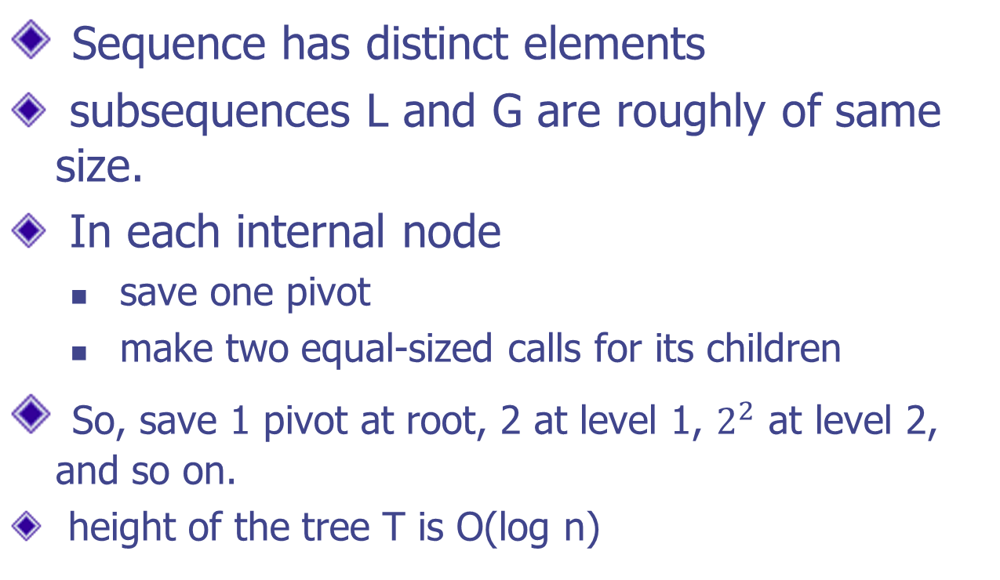 Sequence has distinct elements
subsequences L and G are roughly of same
size.
In each internal node
save one pivot
make two equal-sized calls for its children
So, save 1 pivot at root, 2 at level 1, 2² at level 2,
and so on.
height of the tree T is O(log n)